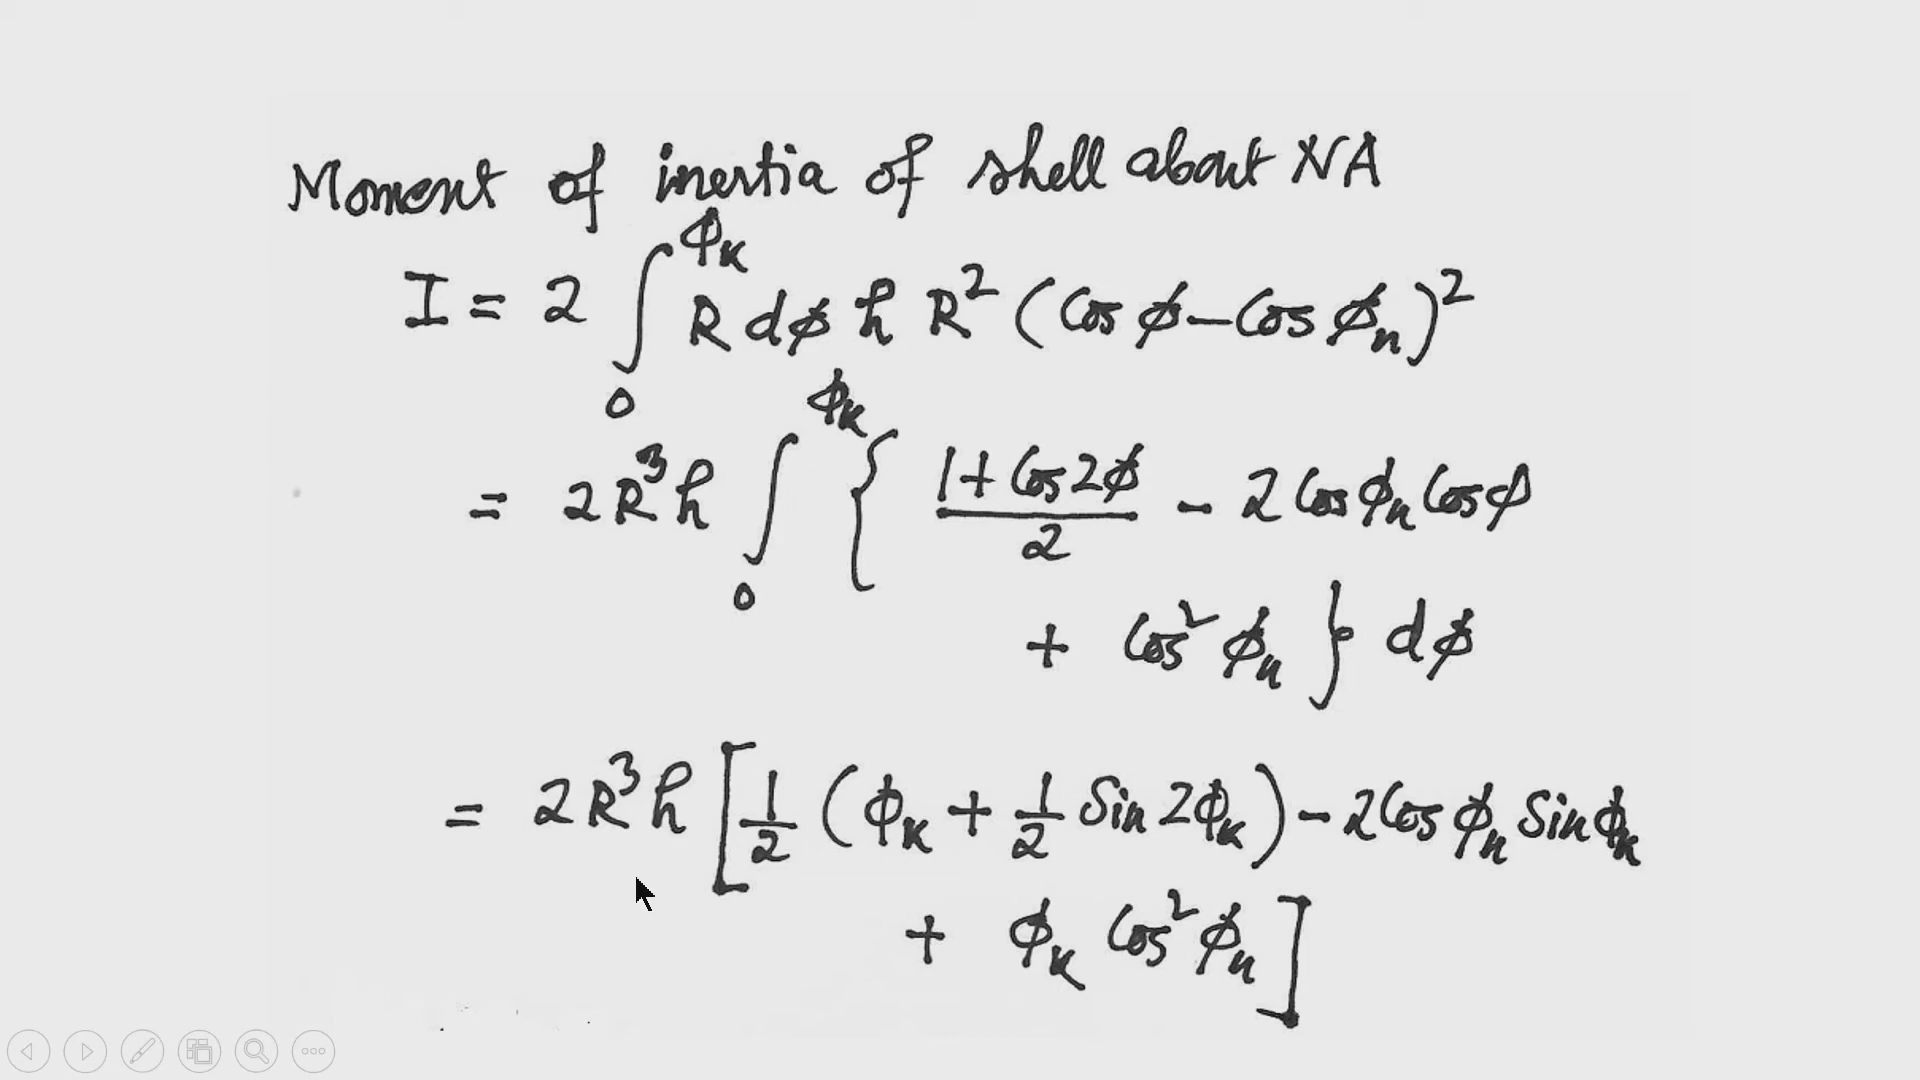 Moment of inertia of shell about NA
I = 2 ∫₀^ϕₖ R dϕ h R² (Cos ϕ – Cos ϕₙ)²
= 2R³h ∫₀^ϕₖ { (1 + Cos 2ϕ)/2 – 2 Cos ϕₙ Cos ϕ
+ Cos² ϕₙ } dϕ
= 2R³h [ 1/2 ( ϕₖ + 1/2 Sin 2ϕₖ ) – 2 Cos ϕₙ Sin ϕₖ
+ ϕₖ Cos² ϕₙ ]